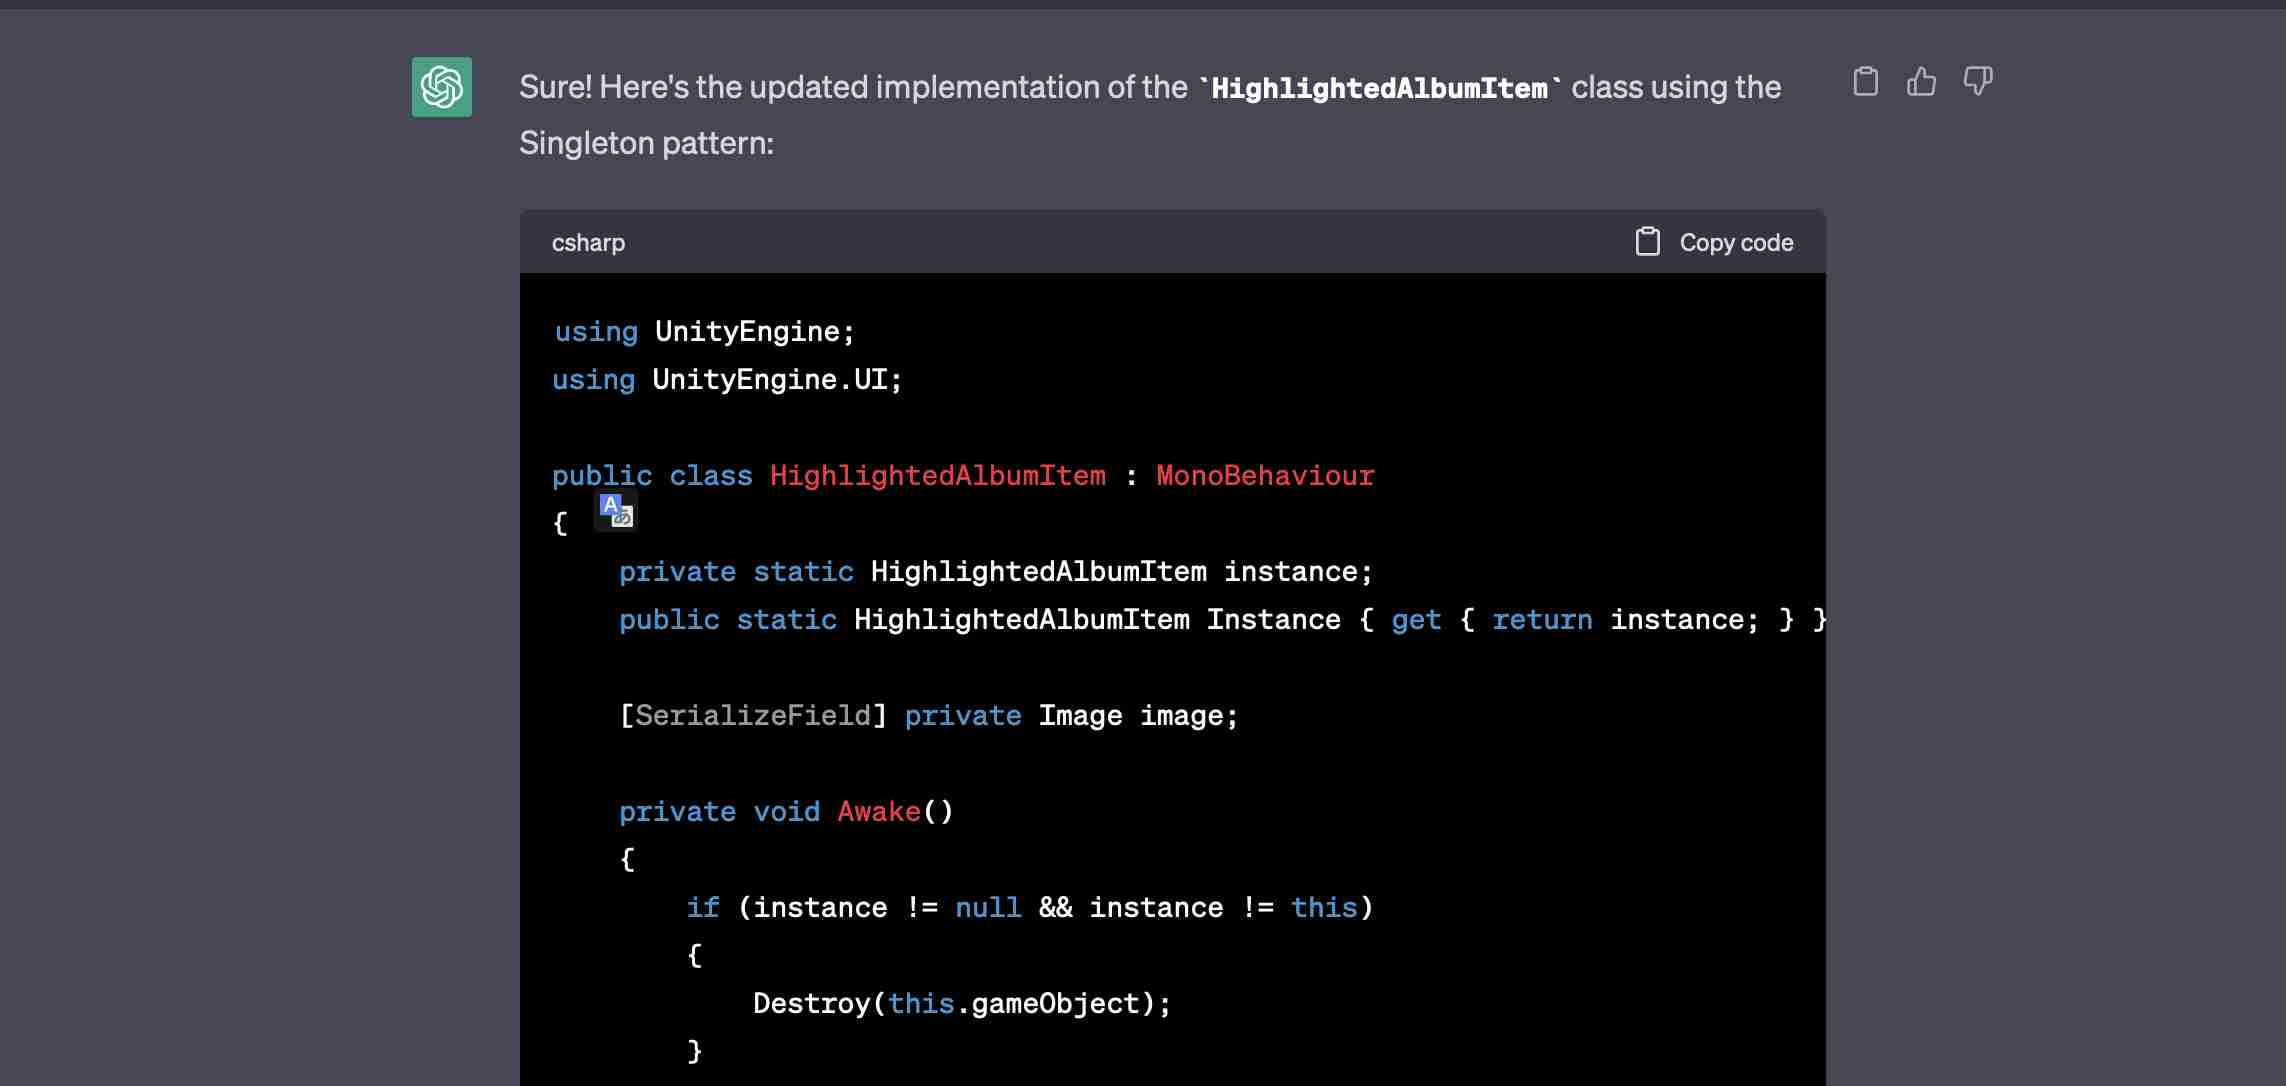 Sure! Here's the updated implementation of the `HighlightedAlbumItem` class using the
Singleton pattern:
csharp
Copy code
using UnityEngine;
using UnityEngine.UI;
public class HighlightedAlbumItem : MonoBehaviour
{
A あ
private static HighlightedAlbumItem instance;
public static HighlightedAlbumItem Instance { get { return instance; } }
[SerializeField] private Image image;
private void Awake()
{
if (instance != null && instance != this)
{
Destroy(this.gameObject);
}